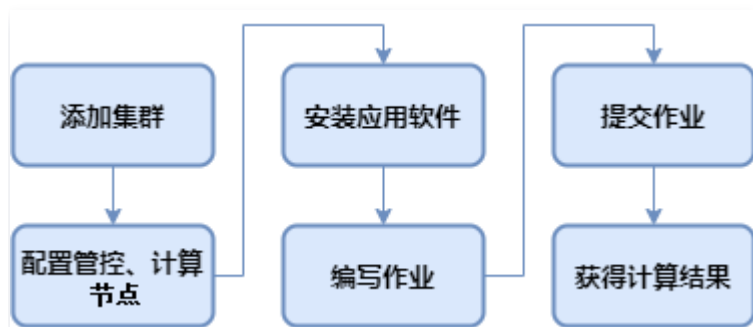 添加集群
配置管控、计算
节点
安装应用软件
编写作业
提交作业
获得计算结果